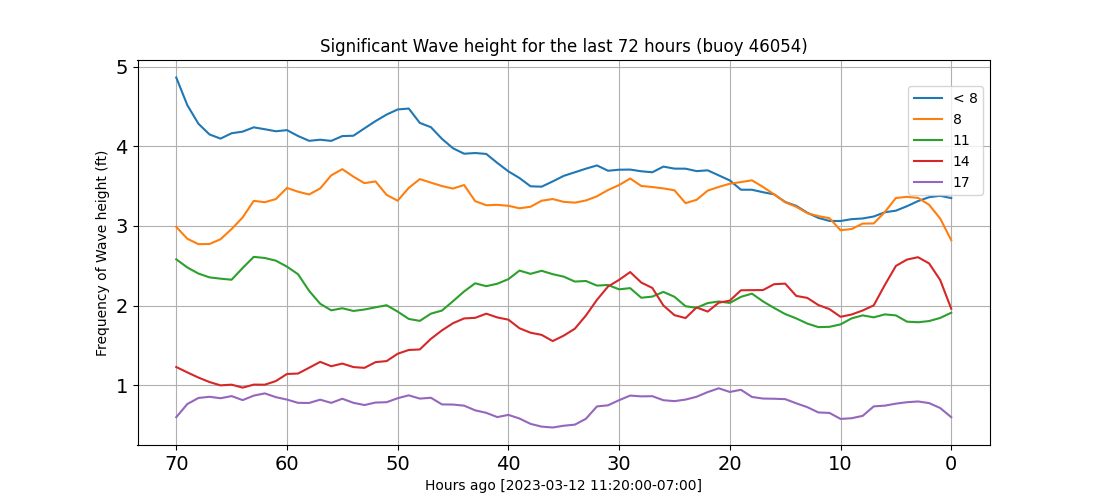 Significant Wave height for the last 72 hours (buoy 46054)
Frequency of Wave height (ft)
5
4
3
2
1
< 8
8
11
14
17
70 60 50 40 30 20 10 0
Hours ago [2023-03-12 11:20:00-07:00]